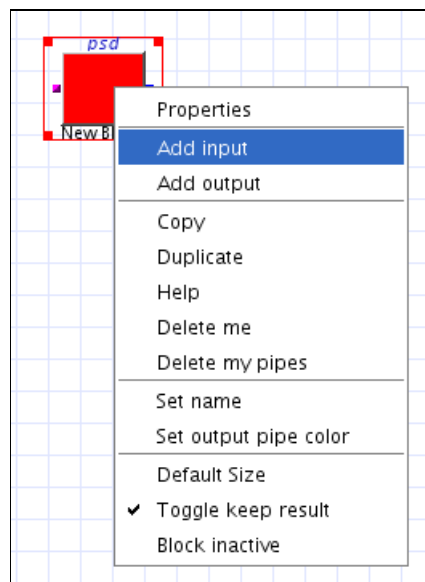 psd
New Bl
Properties
Add input
Add output
Copy
Duplicate
Help
Delete me
Delete my pipes
Set name
Set output pipe color
Default Size
Toggle keep result
Block inactive